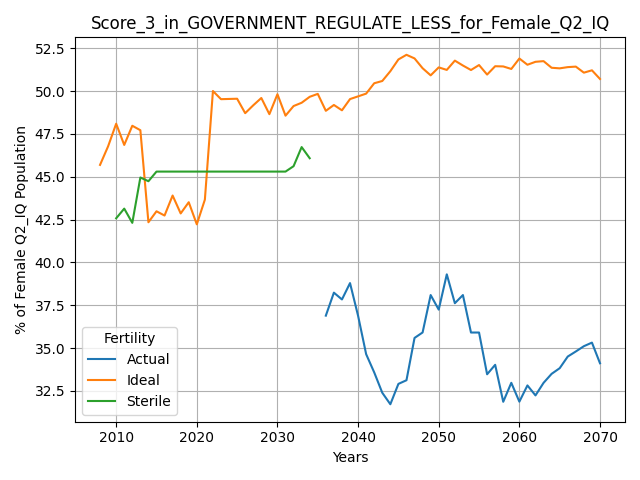 Score_3_in_GOVERNMENT_REGULATE_LESS_for_Female_Q2_IQ
% of Female Q2_IQ Population
52.5
50.0
47.5
45.0
42.5
40.0
37.5
35.0
32.5
Fertility
Actual
Ideal
Sterile
2010 2020 2030 2040 2050 2060 2070
Years